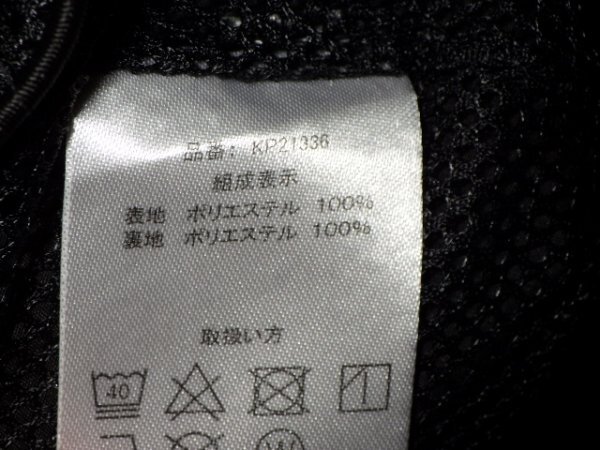 品番: KP21336
組成表示
表地 ポリエステル 100%
裏地 ポリエステル 100%
取扱い方
40
W